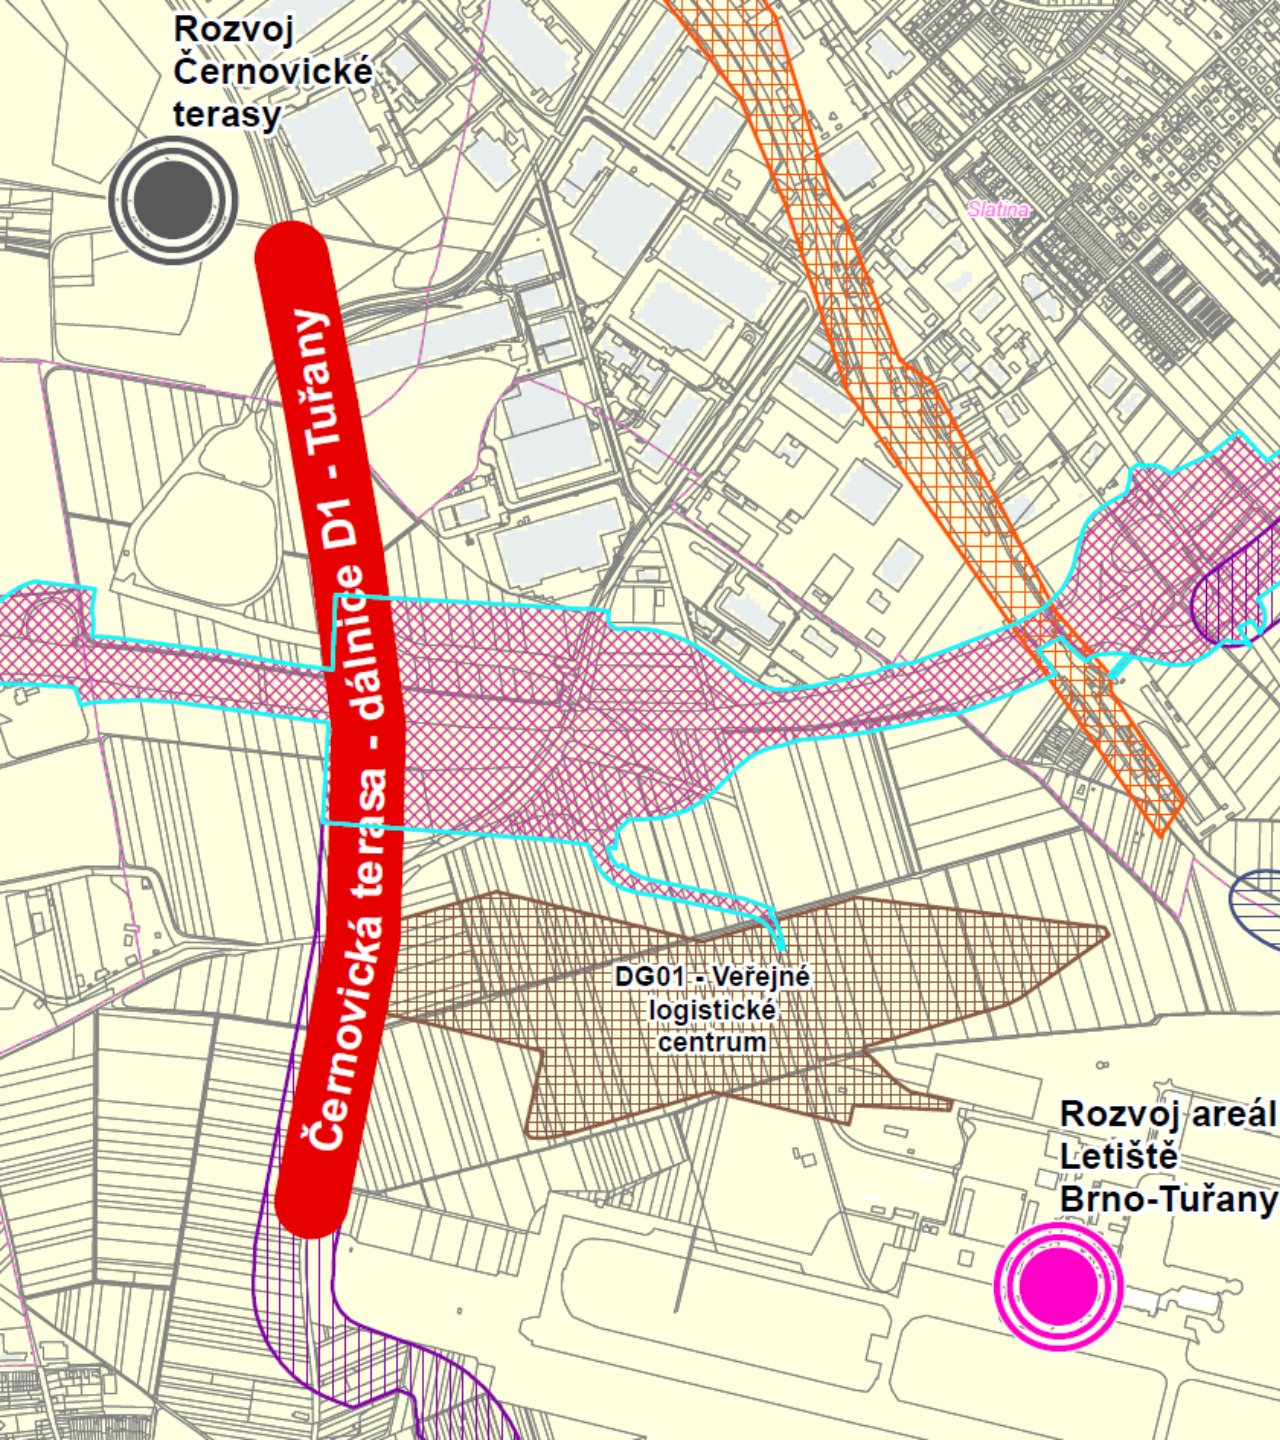 Rozvoj
Černovické
terasy
Slatina
Černovická terasa - dálnice D1 - Tuřany
DG01 - Veřejné
logistické
centrum
Rozvoj areál
Letiště
Brno-Tuřany